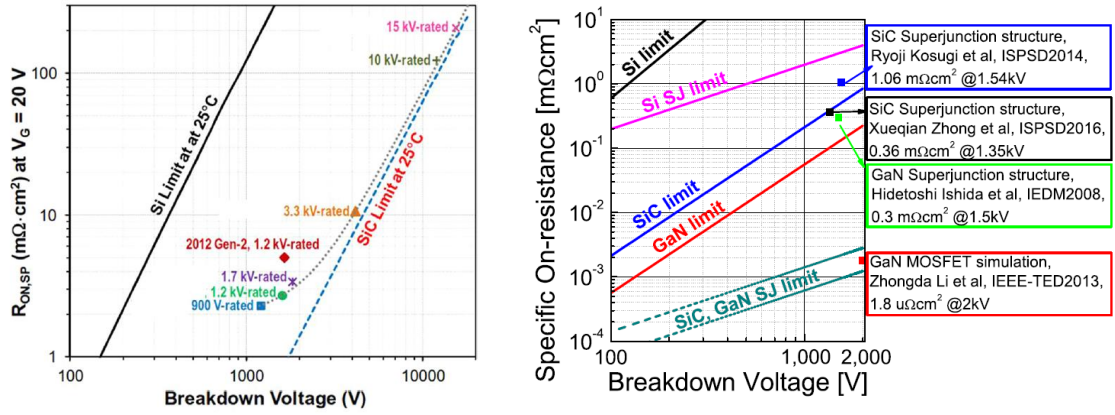 R_ON,SP (mΩ·cm²) at V_G = 20 V
100
10
1
100
1000
10000
Breakdown Voltage (V)
Si Limit at 25°C
SiC Limit at 25°C
15 kV-rated
10 kV-rated
3.3 kV-rated
2012 Gen-2, 1.2 kV-rated
1.7 kV-rated
1.2 kV-rated
900 V-rated
Specific On-resistance [mΩcm²]
10¹
10⁰
10⁻¹
10⁻²
10⁻³
10⁻⁴
100
1,000
2,000
Breakdown Voltage [V]
Si limit
Si SJ limit
SiC limit
GaN limit
SiC, GaN SJ limit
SiC Superjunction structure,
Ryoji Kosugi et al, ISPSD2014,
1.06 mΩcm² @1.54kV
SiC Superjunction structure,
Xueqian Zhong et al, ISPSD2016,
0.36 mΩcm² @1.35kV
GaN Superjunction structure,
Hidetoshi Ishida et al, IEDM2008,
0.3 mΩcm² @1.5kV
GaN MOSFET simulation,
Zhongda Li et al, IEEE-TED2013,
1.8 uΩcm² @2kV